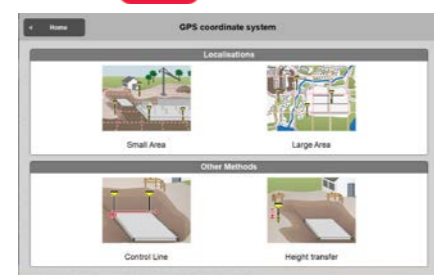 Home
GPS coordinate system
Localisations
Small Area
Large Area
Other Methods
Control Line
Height transfer